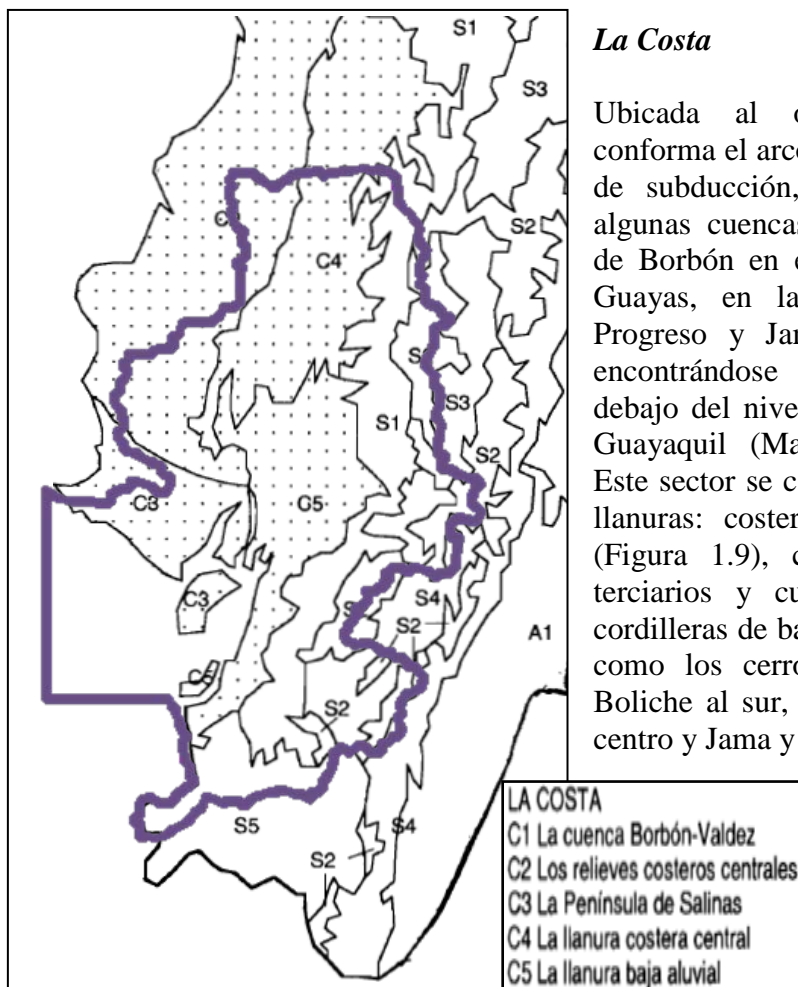 S1
S3
S2
C
C4
S
S3
S1
S2
C3
C5
C3
S4
S
S2
A1
C5
S2
S5
S4
S2
La Costa
Ubicada al o
conforma el arco
de subducción,
algunas cuencas
de Borbón en e
Guayas, en la
Progreso y Jan
encontrándose
debajo del nive
Guayaquil (Ma
Este sector se c
llanuras: coster
(Figura 1.9), c
terciarios y cu
cordilleras de ba
como los cerro
Boliche al sur,
centro y Jama y
LA COSTA
C1 La cuenca Borbón-Valdez
C2 Los relieves costeros centrales
C3 La Península de Salinas
C4 La llanura costera central
C5 La llanura baja aluvial